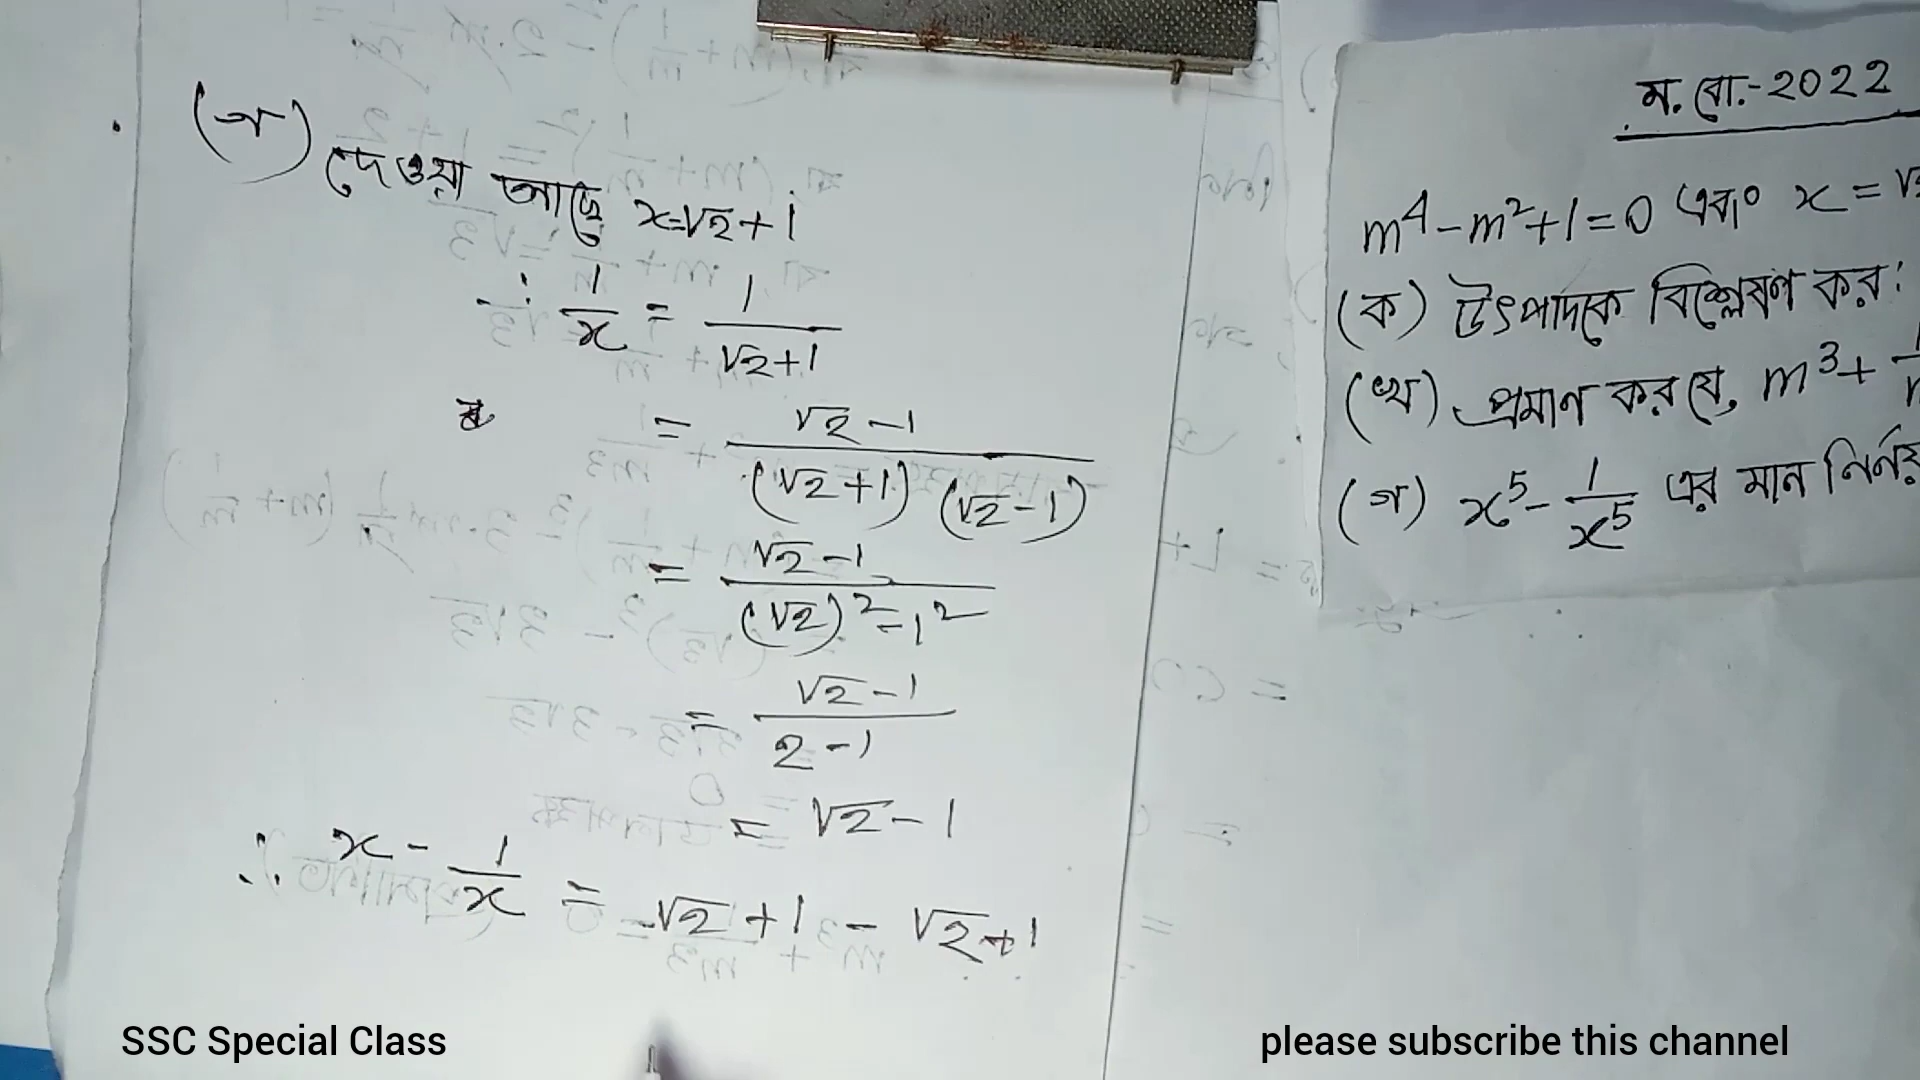 (গ) দেওয়া আছে x=√2+1
∴ 1/x = 1/(√2+1)
= (√2-1)/((√2+1)(√2-1))
= (√2-1)/((√2)²-1²)
= (√2-1)/(2-1)
= √2-1
∴ x - 1/x = √2+1-√2+1
ম. বো.-2022
m⁴-m²+1=0 এবং x=√
(ক) উৎপাদকে বিশ্লেষণ কর:
(খ) প্রমাণ কর যে, m³+
(গ) x⁵ - 1/x⁵ এর মান নির্ণয়
SSC Special Class
please subscribe this channel